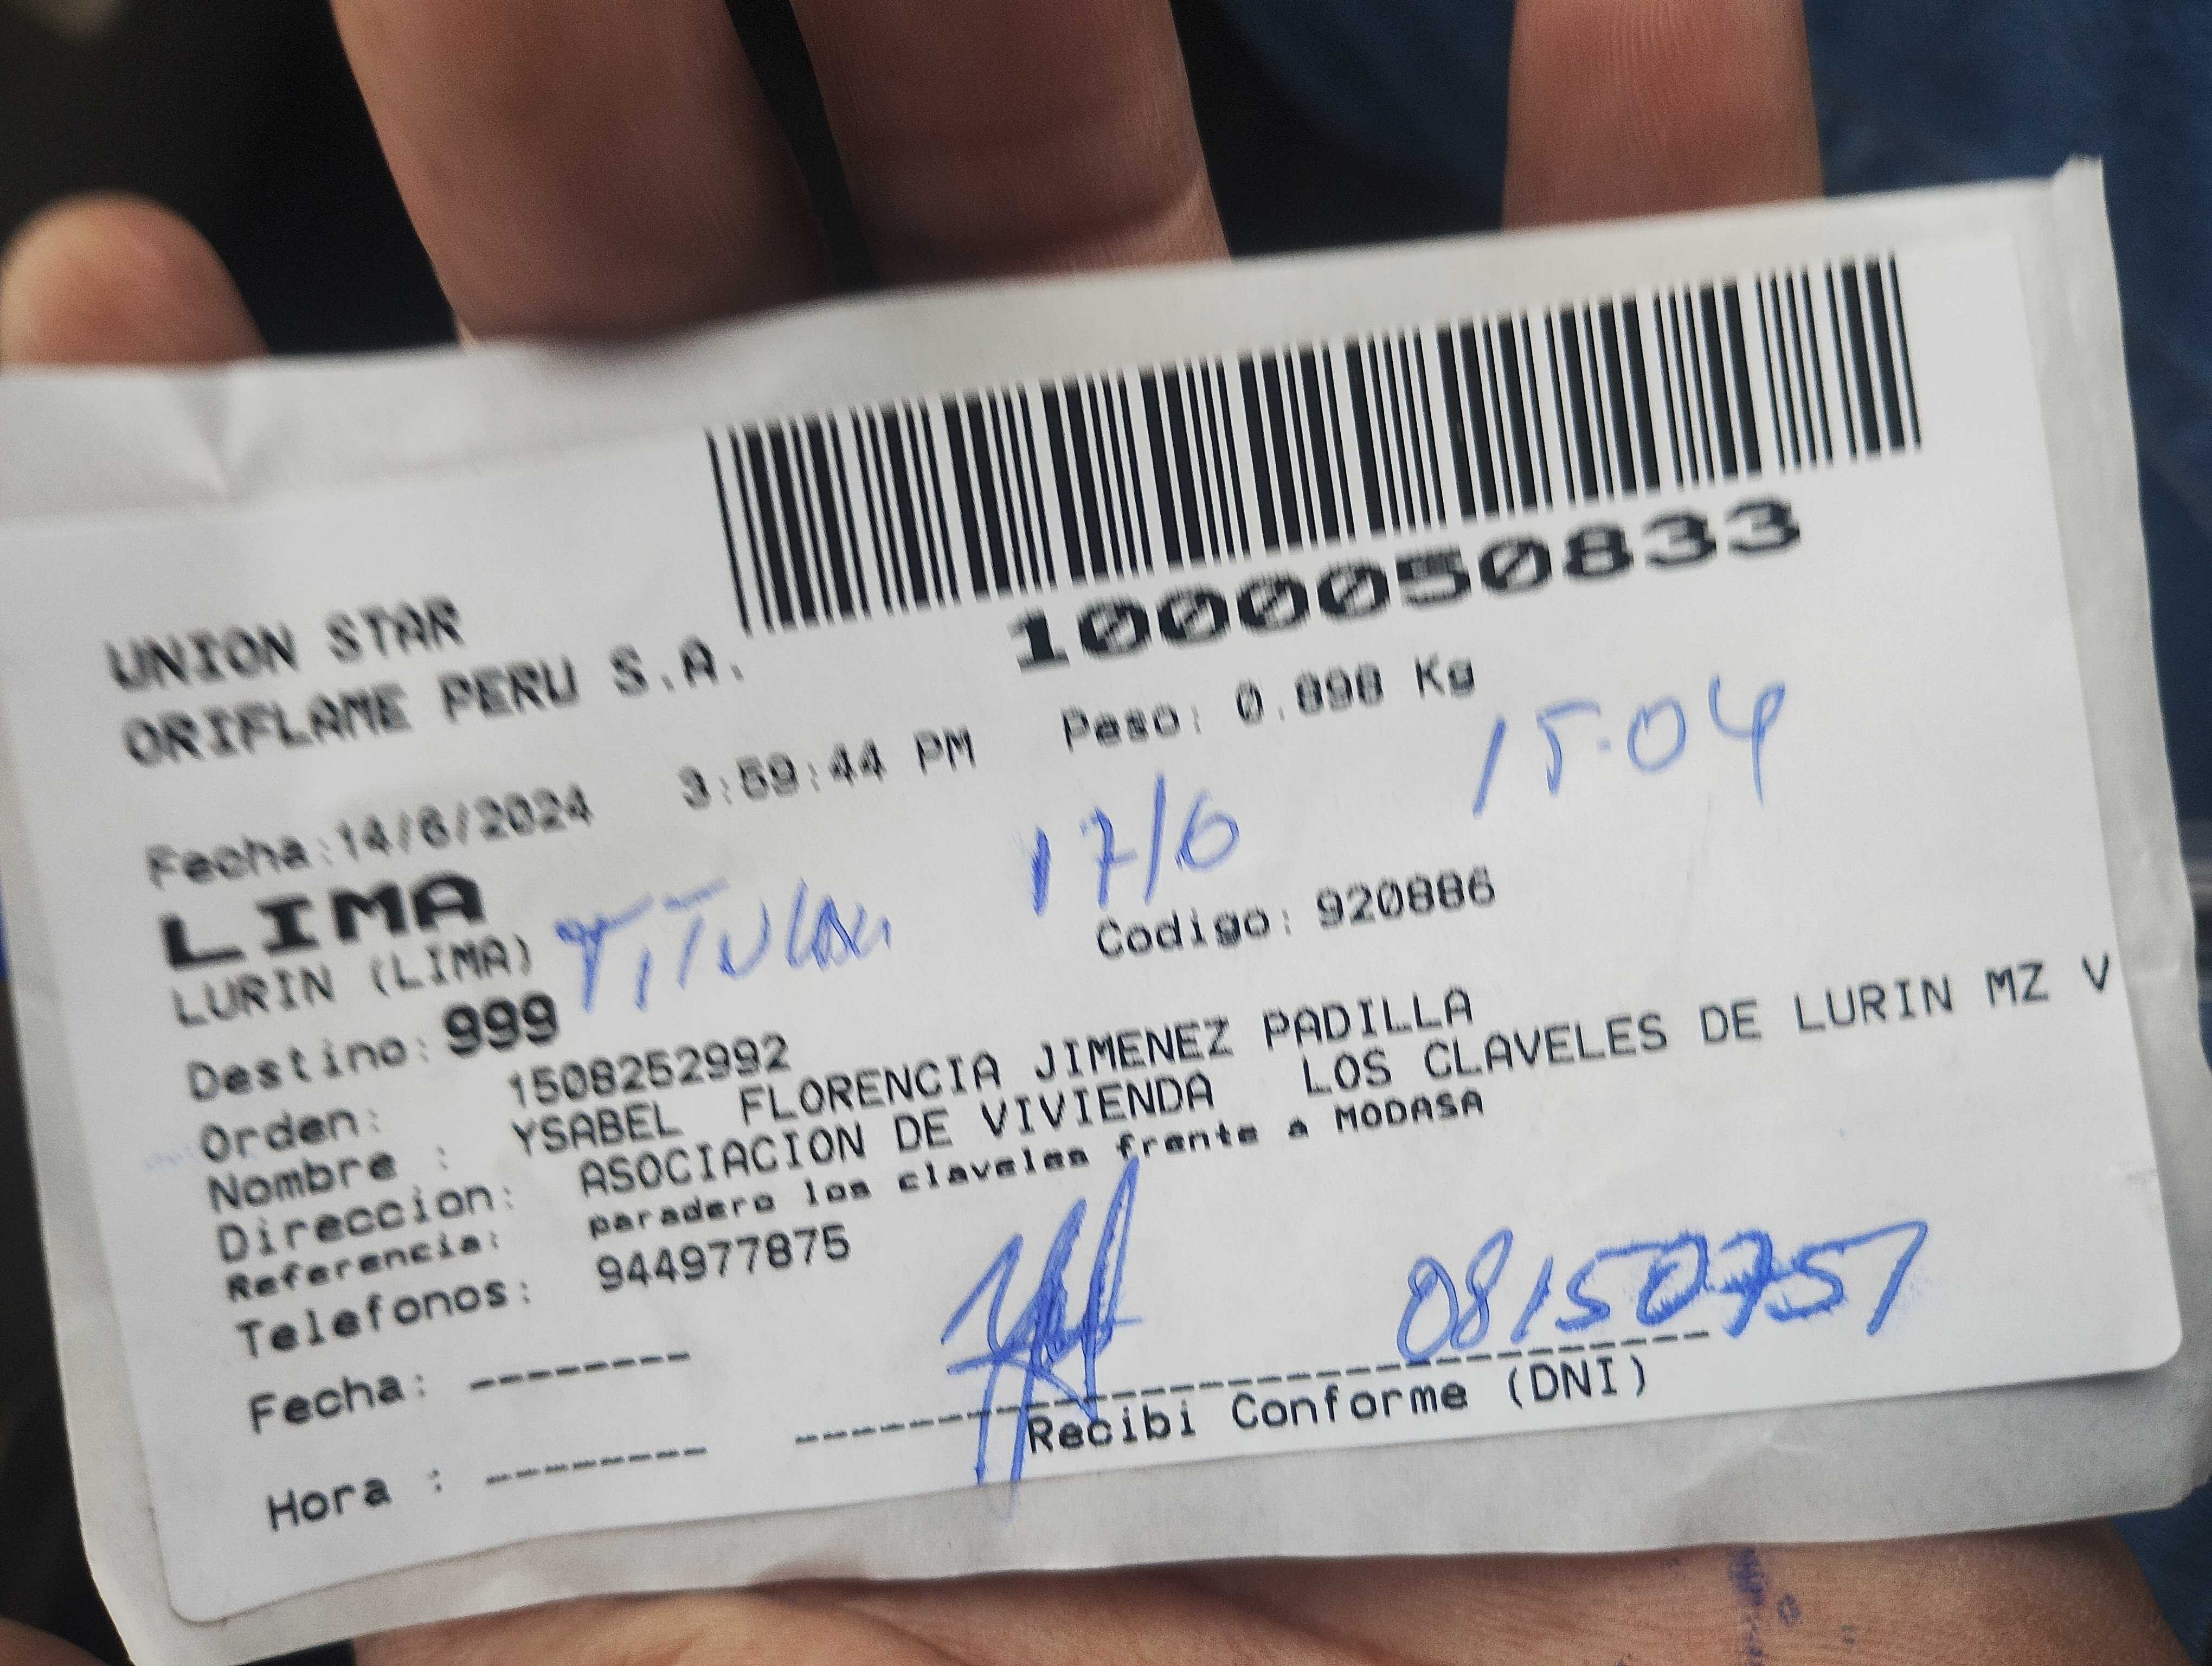 1000050833
UNION STAR
ORIFLAME PERU S.A.
Fecha:14/6/2024 3:59:44 PM Peso: 0.898 Kg
17/6 15:04
LIMA
LURIN (LIMA) TITULAR Codigo: 920886
Destino: 999
Orden: 1508252992
Nombre : YSABEL FLORENCIA JIMENEZ PADILLA
Direccion: ASOCIACION DE VIVIENDA LOS CLAVELES DE LURIN MZ V
Referencia: paradero los claveles frente a MODASA
Telefonos: 944977875
Fecha: -------
08150757
Recibi Conforme (DNI)
Hora : --------